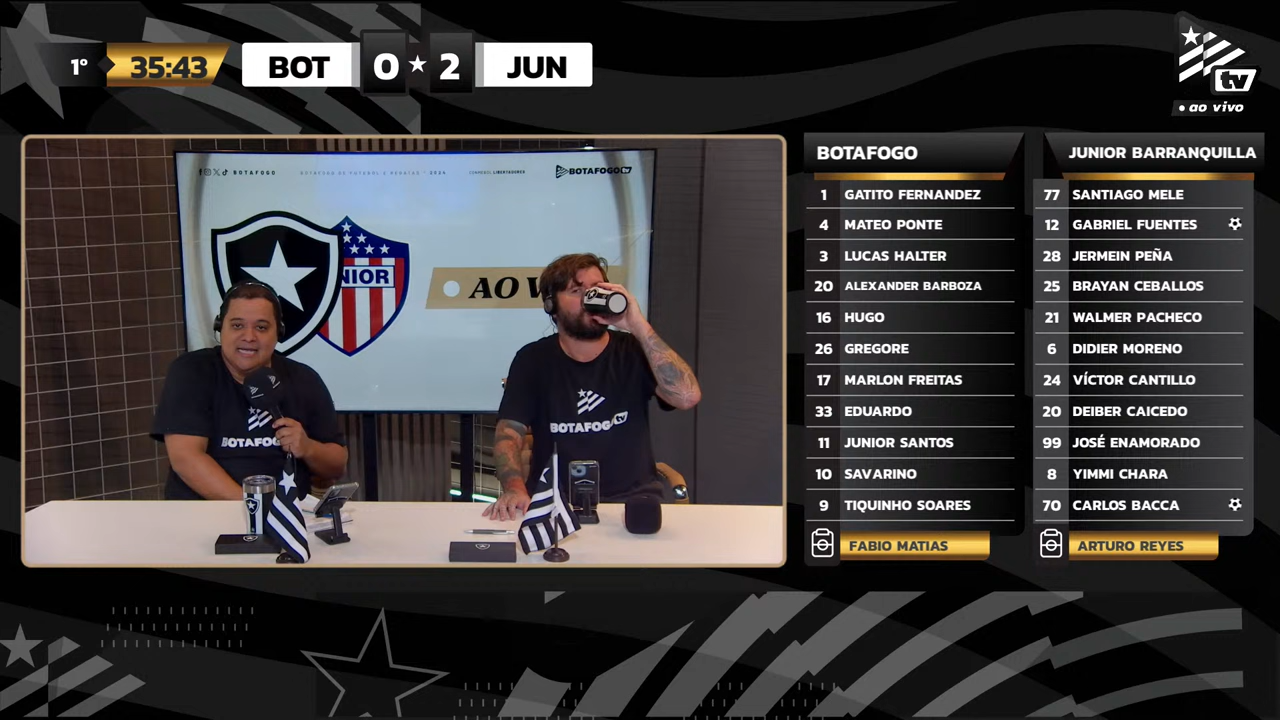 1º 35:43 BOT 0 2 JUN
tv
• ao vivo
BOTAFOGO
1 GATITO FERNANDEZ
4 MATEO PONTE
3 LUCAS HALTER
20 ALEXANDER BARBOZA
16 HUGO
26 GREGORE
17 MARLON FREITAS
33 EDUARDO
11 JUNIOR SANTOS
10 SAVARINO
9 TIQUINHO SOARES
FABIO MATIAS
JUNIOR BARRANQUILLA
77 SANTIAGO MELE
12 GABRIEL FUENTES
28 JERMEIN PEÑA
25 BRAYAN CEBALLOS
21 WALMER PACHECO
6 DIDIER MORENO
24 VÍCTOR CANTILLO
20 DEIBER CAICEDO
99 JOSÉ ENAMORADO
8 YIMMI CHARA
70 CARLOS BACCA
ARTURO REYES
BOTAFOGO
BOTAFOGO tv
NIOR
AO V
BOTAFOG
BOTAFOG tv